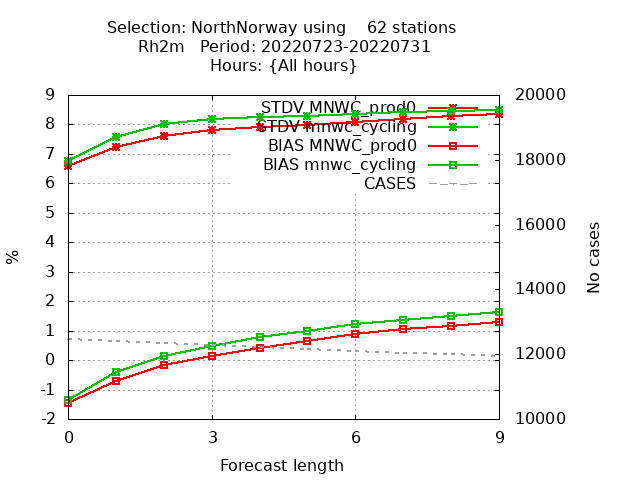 Selection: NorthNorway using    62 stations
Rh2m   Period: 20220723-20220731
Hours: {All hours}
STDV MNWC_prod0
STDV mnwc_cycling
BIAS MNWC_prod0
BIAS mnwc_cycling
CASES
9
8
7
6
5
4
3
2
1
0
-1
-2
%
20000
18000
16000
14000
12000
10000
No cases
0 3 6 9
Forecast length